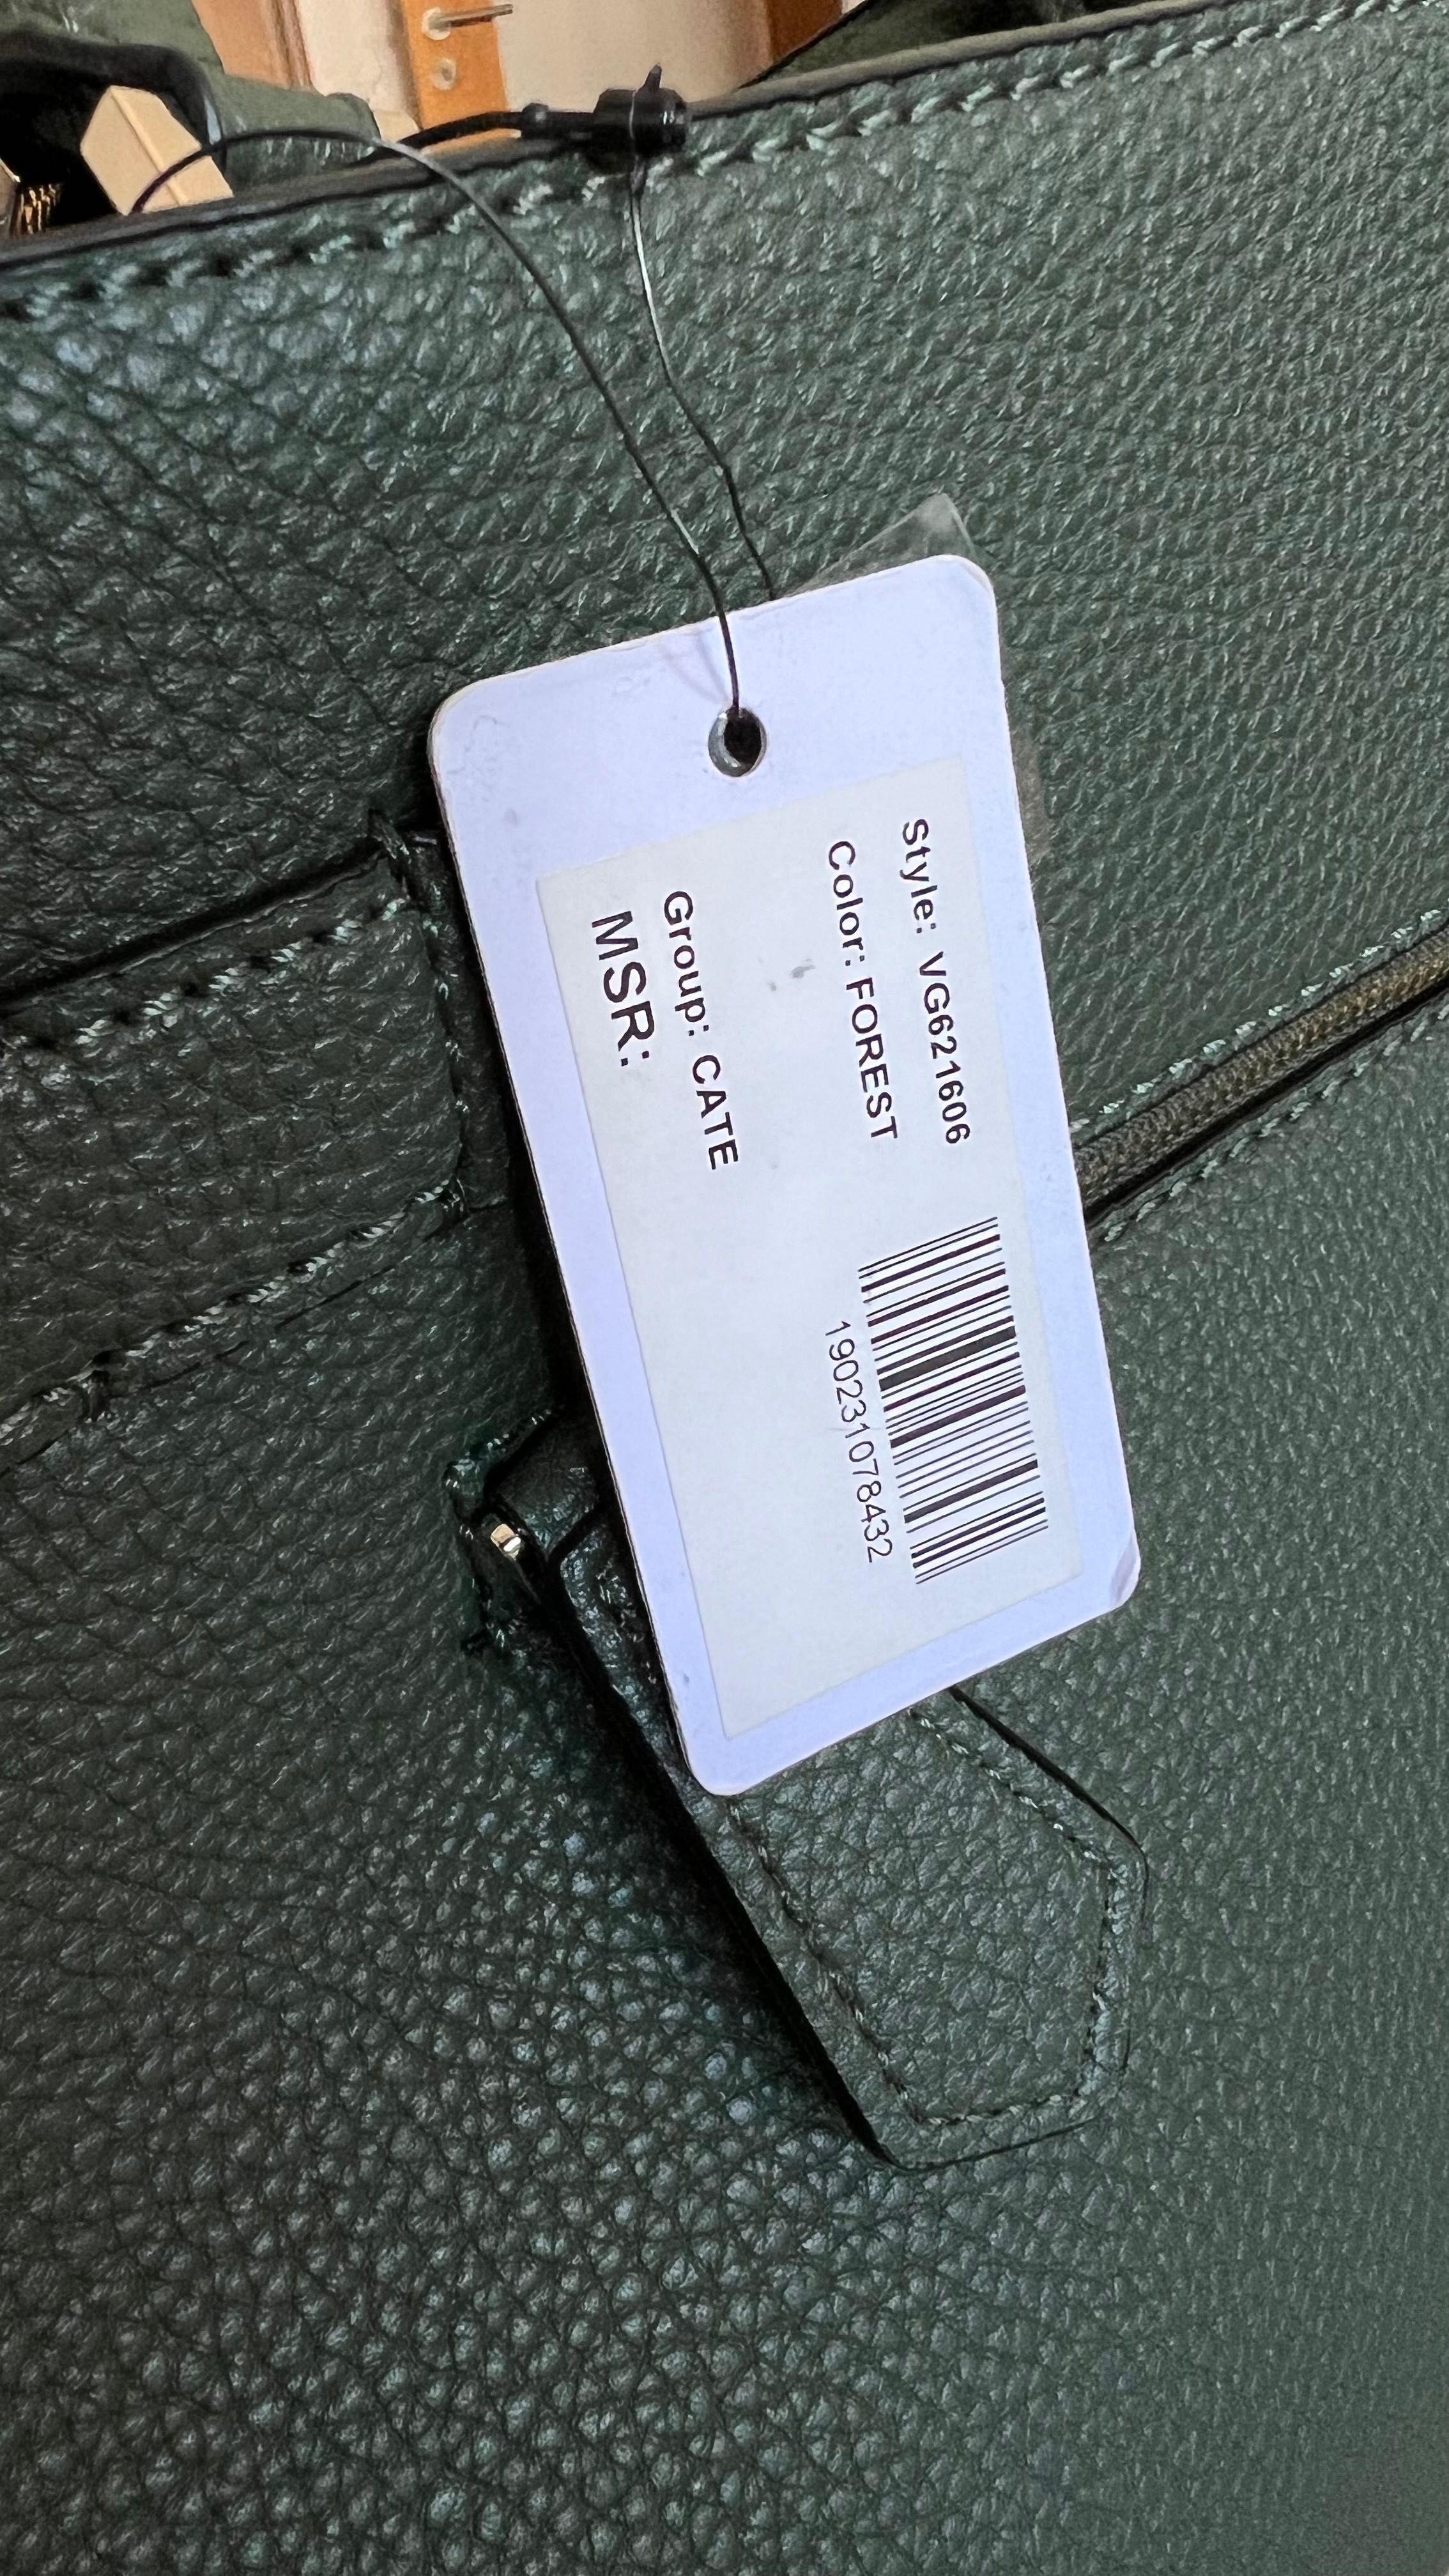 Style: VG621606
Color: FOREST
190231078432
Group: CATE
MSR: